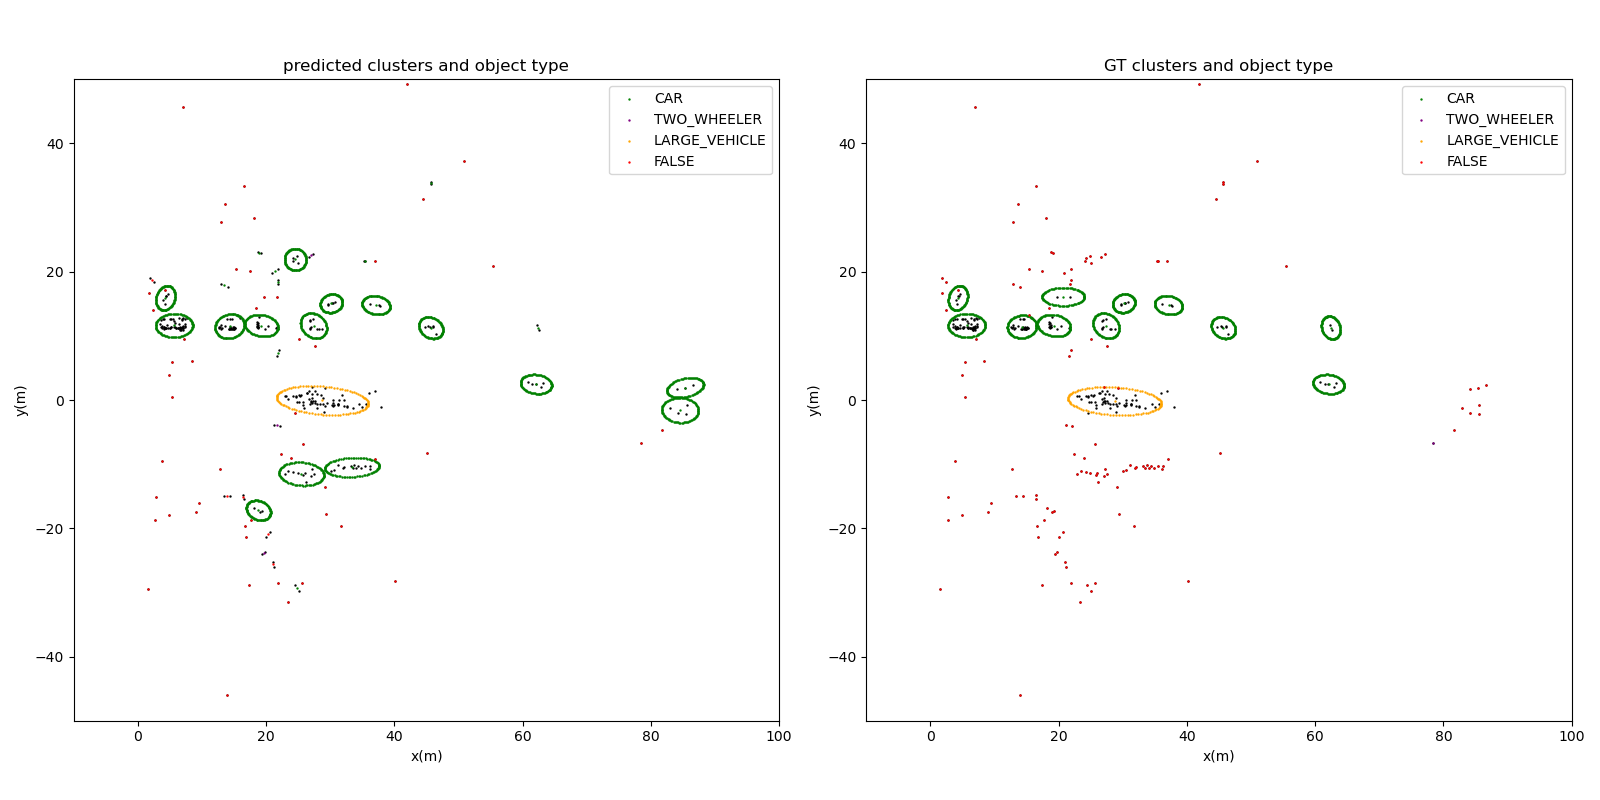 predicted clusters and object type
CAR
TWO_WHEELER
LARGE_VEHICLE
FALSE
40
20
0
−20
−40
y(m)
0
20
40
60
80
100
x(m)
GT clusters and object type
CAR
TWO_WHEELER
LARGE_VEHICLE
FALSE
40
20
0
−20
−40
y(m)
0
20
40
60
80
100
x(m)